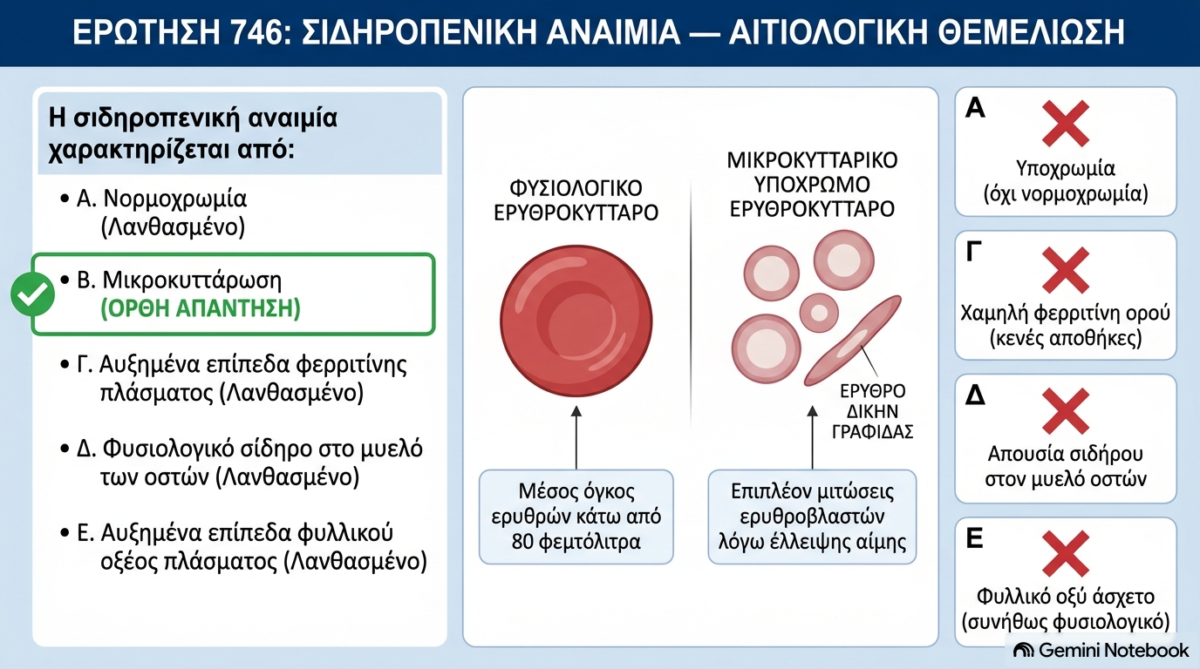 ΕΡΩΤΗΣΗ 746: ΣΙΔΗΡΟΠΕΝΙΚΗ ΑΝΑΙΜΙΑ — ΑΙΤΙΟΛΟΓΙΚΗ ΘΕΜΕΛΙΩΣΗ
Η σιδηροπενική αναιμία
χαρακτηρίζεται από:
• Α. Νορμοχρωμία
(Λανθασμένο)
• Β. Μικροκυττάρωση
(ΟΡΘΗ ΑΠΑΝΤΗΣΗ)
• Γ. Αυξημένα επίπεδα φερριτίνης
πλάσματος (Λανθασμένο)
• Δ. Φυσιολογικό σίδηρο στο μυελό
των οστών (Λανθασμένο)
• Ε. Αυξημένα επίπεδα φυλλικού
οξέος πλάσματος (Λανθασμένο)
ΦΥΣΙΟΛΟΓΙΚΟ
ΕΡΥΘΡΟΚΥΤΤΑΡΟ
Μέσος όγκος
ερυθρών κάτω από
80 φεμτόλιτρα
ΜΙΚΡΟΚΥΤΤΑΡΙΚΟ
ΥΠΟΧΡΩΜΟ
ΕΡΥΘΡΟΚΥΤΤΑΡΟ
ΕΡΥΘΡΟ
ΔΙΚΗΝ
ΓΡΑΦΙΔΑΣ
Επιπλέον μιτώσεις
ερυθροβλαστών
λόγω έλλειψης αίμης
Α
Υποχρωμία
(όχι νορμοχρωμία)
Γ
Χαμηλή φερριτίνη ορού
(κενές αποθήκες)
Δ
Απουσία σιδήρου
στον μυελό οστών
Ε
Φυλλικό οξύ άσχετο
(συνήθως φυσιολογικό)
Gemini Notebook